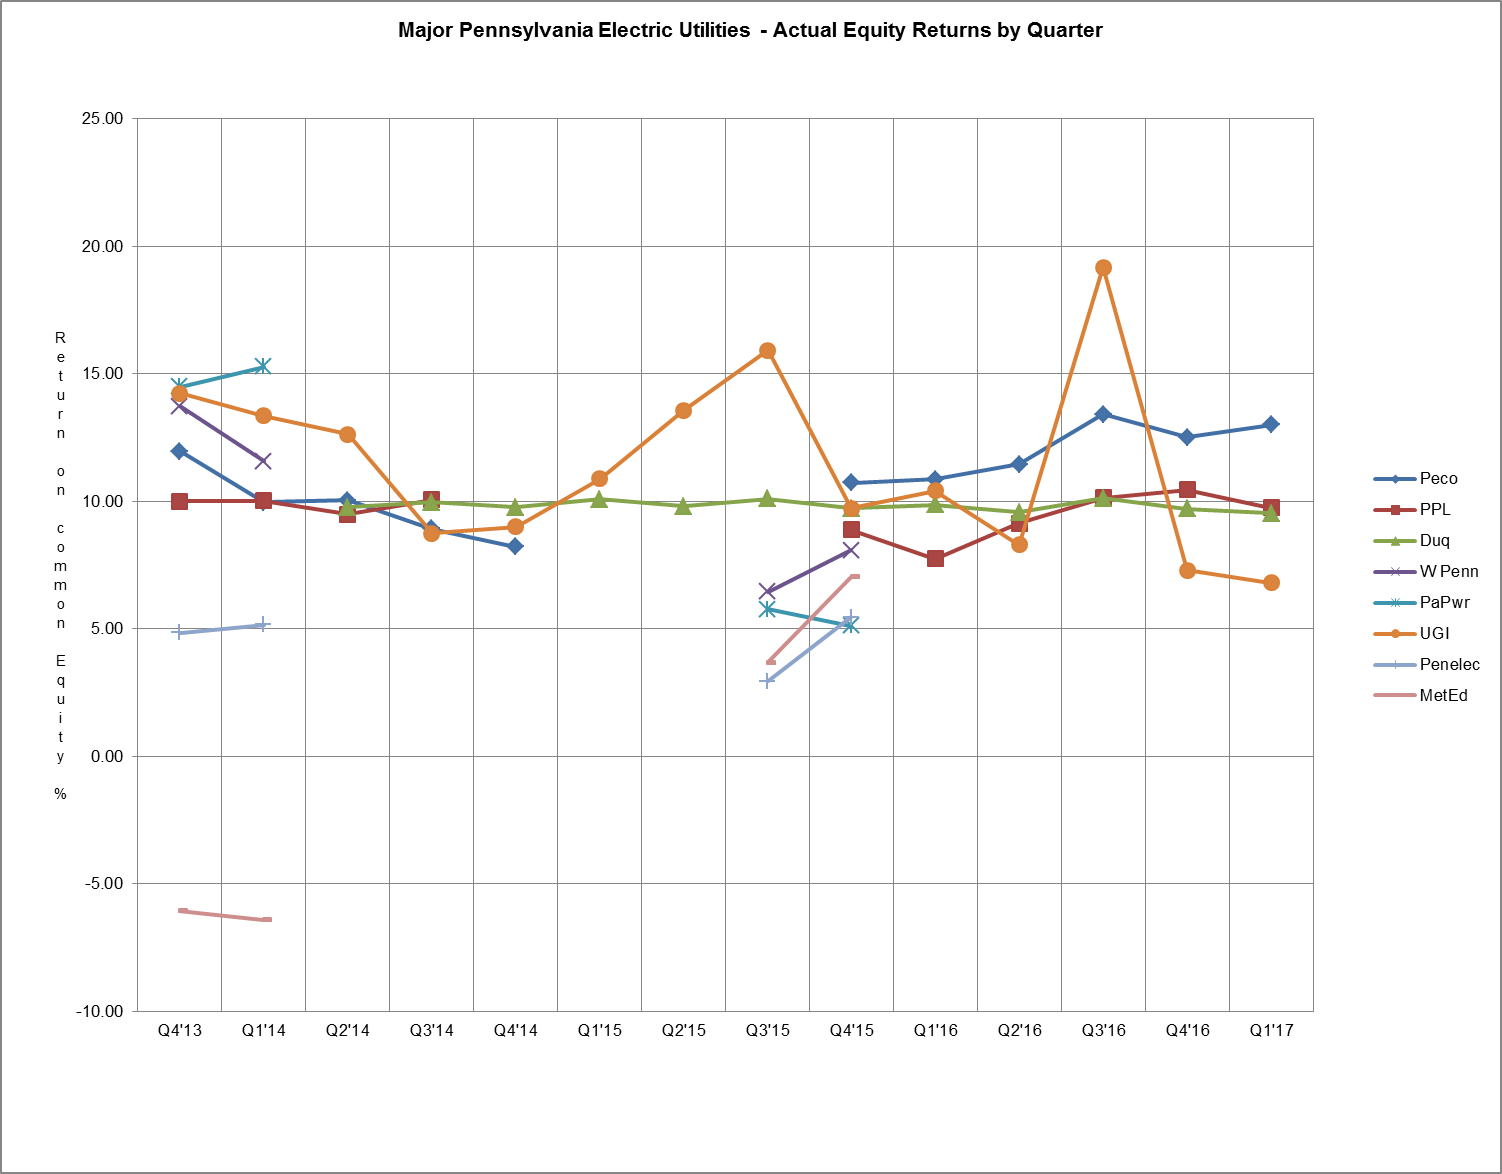 Major Pennsylvania Electric Utilities - Actual Equity Returns by Quarter
25.00
20.00
15.00
10.00
5.00
0.00
-5.00
-10.00
Return on common Equity %
Q4'13 Q1'14 Q2'14 Q3'14 Q4'14 Q1'15 Q2'15 Q3'15 Q4'15 Q1'16 Q2'16 Q3'16 Q4'16 Q1'17
Peco
PPL
Duq
W Penn
PaPwr
UGI
Penelec
MetEd